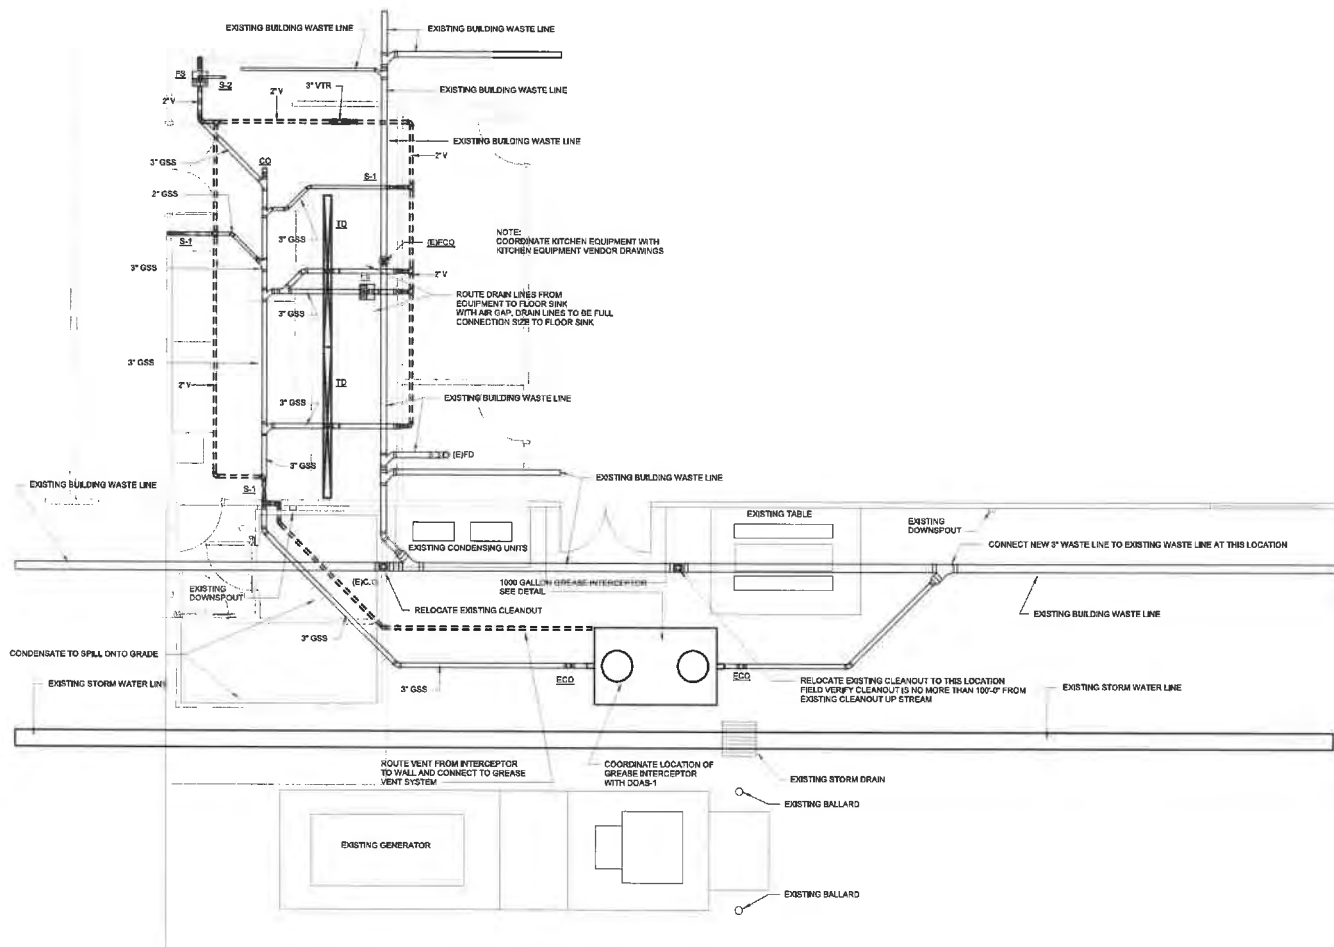 EXISTING BUILDING WASTE LINE
EXISTING BUILDING WASTE LINE
FS
S-2
3" VTR
2" V
EXISTING BUILDING WASTE LINE
2" V
EXISTING BUILDING WASTE LINE
2" V
3" GSS
CO
S-1
2" GSS
TD
NOTE:
COORDINATE KITCHEN EQUIPMENT WITH
KITCHEN EQUIPMENT VENDOR DRAWINGS
S-1
3" GSS
(E)FCO
3" GSS
2" V
FS
ROUTE DRAIN LINES FROM
EQUIPMENT TO FLOOR SINK
WITH AIR GAP, DRAIN LINES TO BE FULL
CONNECTION SIZE TO FLOOR SINK
3" GSS
3" GSS
2" V
TD
3" GSS
EXISTING BUILDING WASTE LINE
(E)FD
3" GSS
EXISTING BUILDING WASTE LINE
EXISTING BUILDING WASTE LINE
S-1
EXISTING TABLE
EXISTING
DOWNSPOUT
EXISTING CONDENSING UNITS
CONNECT NEW 3" WASTE LINE TO EXISTING WASTE LINE AT THIS LOCATION
(E)C.O
1000 GALLON GREASE INTERCEPTOR
SEE DETAIL
EXISTING
DOWNSPOUT
RELOCATE EXISTING CLEANOUT
EXISTING BUILDING WASTE LINE
3" GSS
CONDENSATE TO SPILL ONTO GRADE
ECO
ECO
3" GSS
RELOCATE EXISTING CLEANOUT TO THIS LOCATION
FIELD VERIFY CLEANOUT IS NO MORE THAN 100'-0" FROM
EXISTING CLEANOUT UP STREAM
EXISTING STORM WATER LINE
EXISTING STORM WATER LINE
ROUTE VENT FROM INTERCEPTOR
TO WALL AND CONNECT TO GREASE
VENT SYSTEM
COORDINATE LOCATION OF
GREASE INTERCEPTOR
WITH DOAS-1
EXISTING STORM DRAIN
EXISTING BALLARD
EXISTING GENERATOR
EXISTING BALLARD